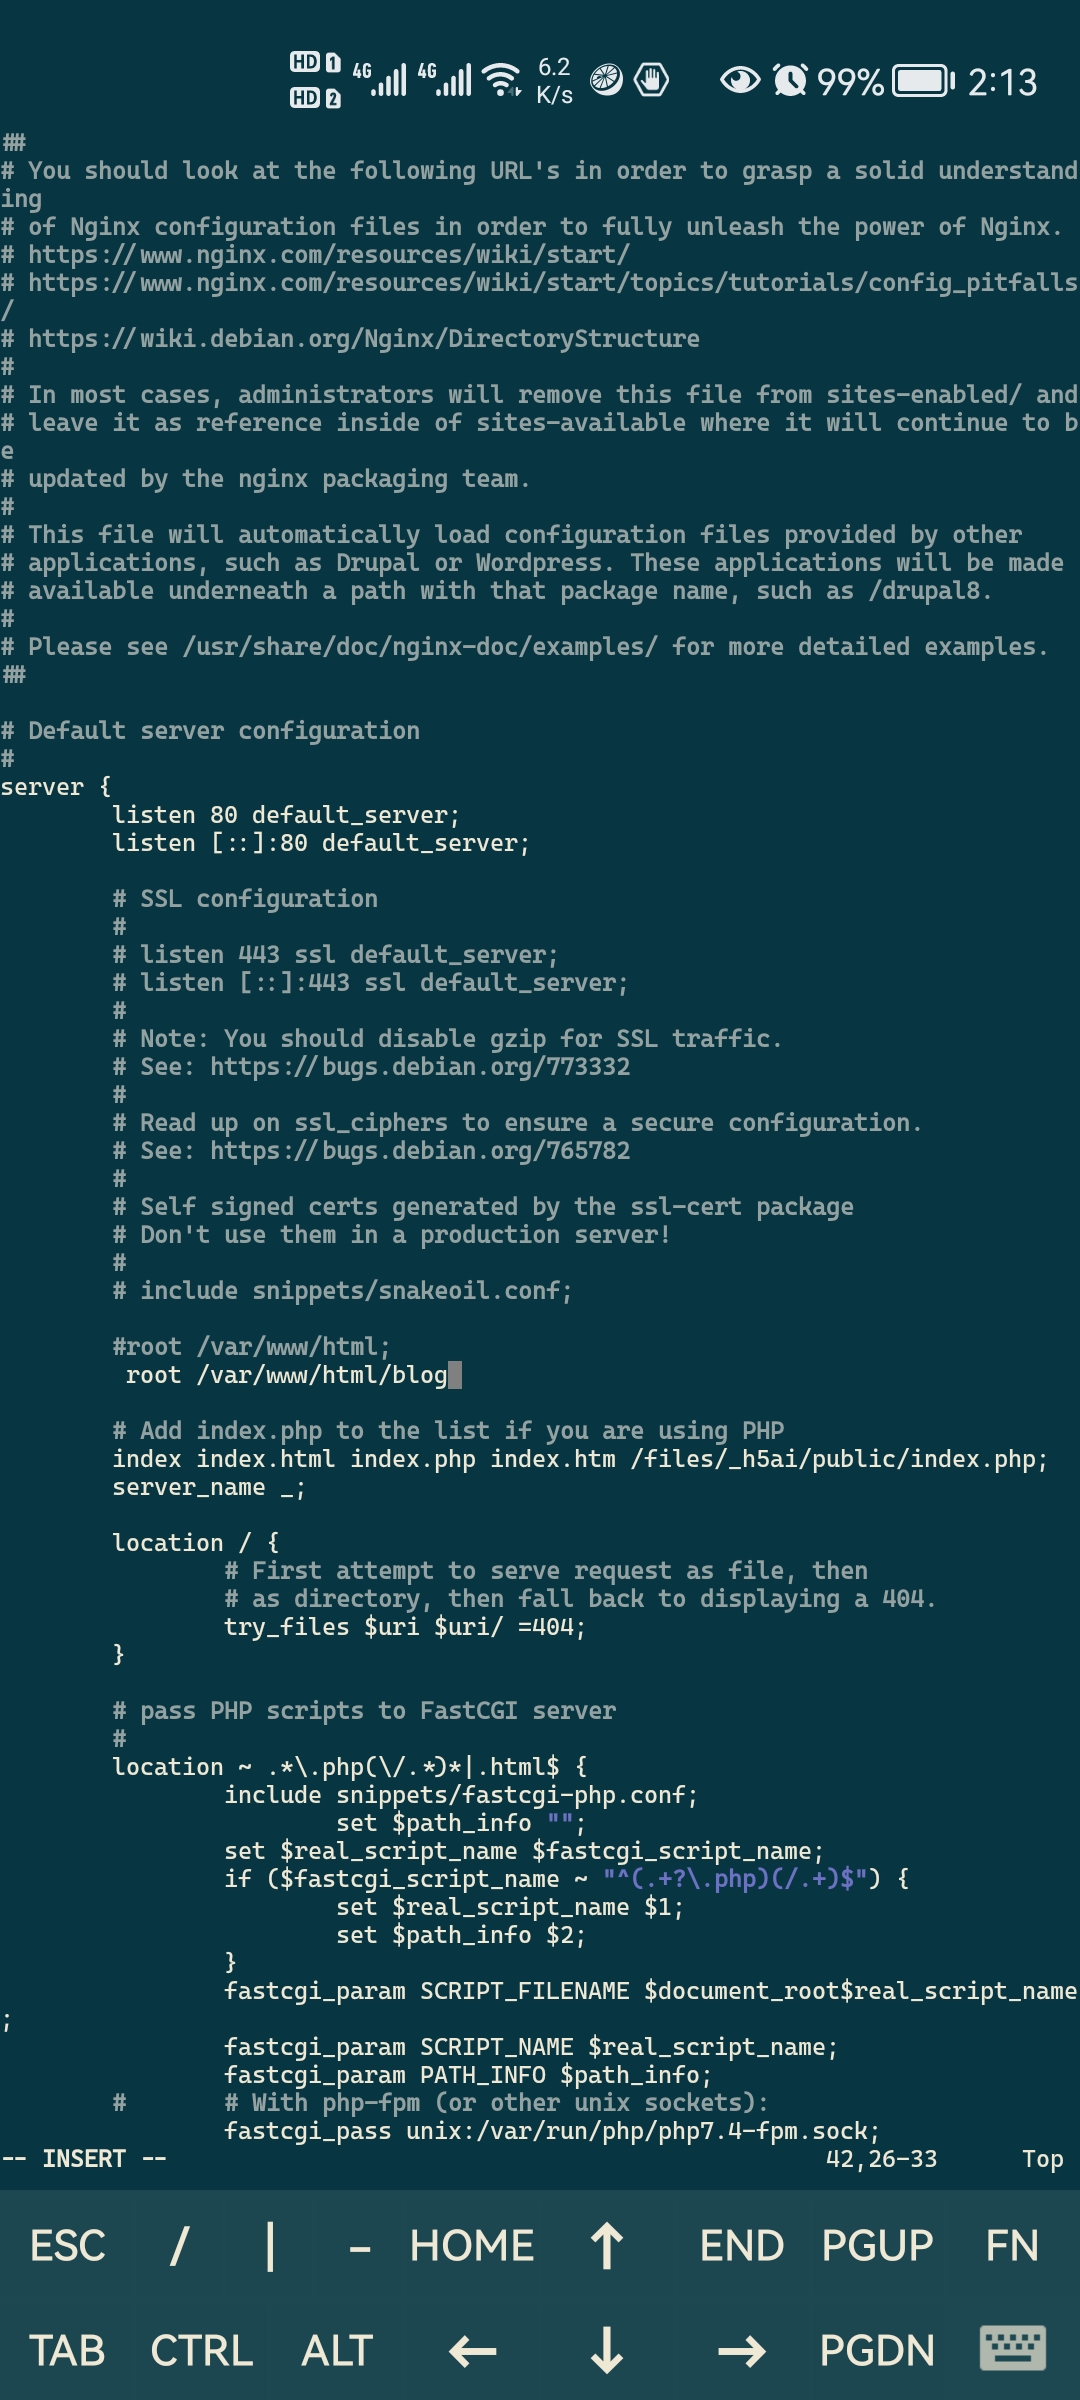 HD 1 4G 4G 6.2 99% 2:13
HD 2 K/s
##
# You should look at the following URL's in order to grasp a solid understand
ing
# of Nginx configuration files in order to fully unleash the power of Nginx.
# https://www.nginx.com/resources/wiki/start/
# https://www.nginx.com/resources/wiki/start/topics/tutorials/config_pitfalls
/
# https://wiki.debian.org/Nginx/DirectoryStructure
#
# In most cases, administrators will remove this file from sites-enabled/ and
# leave it as reference inside of sites-available where it will continue to b
e
# updated by the nginx packaging team.
#
# This file will automatically load configuration files provided by other
# applications, such as Drupal or Wordpress. These applications will be made
# available underneath a path with that package name, such as /drupal8.
#
# Please see /usr/share/doc/nginx-doc/examples/ for more detailed examples.
##

# Default server configuration
#
server {
        listen 80 default_server;
        listen [::]:80 default_server;

        # SSL configuration
        #
        # listen 443 ssl default_server;
        # listen [::]:443 ssl default_server;
        #
        # Note: You should disable gzip for SSL traffic.
        # See: https://bugs.debian.org/773332
        #
        # Read up on ssl_ciphers to ensure a secure configuration.
        # See: https://bugs.debian.org/765782
        #
        # Self signed certs generated by the ssl-cert package
        # Don't use them in a production server!
        #
        # include snippets/snakeoil.conf;

        #root /var/www/html;
         root /var/www/html/blog

        # Add index.php to the list if you are using PHP
        index index.html index.php index.htm /files/_h5ai/public/index.php;
        server_name _;

        location / {
                # First attempt to serve request as file, then
                # as directory, then fall back to displaying a 404.
                try_files $uri $uri/ =404;
        }

        # pass PHP scripts to FastCGI server
        #
        location ~ .*\.php(\/.*)*|.html$ {
                include snippets/fastcgi-php.conf;
                        set $path_info "";
                set $real_script_name $fastcgi_script_name;
                if ($fastcgi_script_name ~ "^(.+?\.php)(/.+)$") {
                        set $real_script_name $1;
                        set $path_info $2;
                }
                fastcgi_param SCRIPT_FILENAME $document_root$real_script_name
;
                fastcgi_param SCRIPT_NAME $real_script_name;
                fastcgi_param PATH_INFO $path_info;
        #       # With php-fpm (or other unix sockets):
                fastcgi_pass unix:/var/run/php/php7.4-fpm.sock;
-- INSERT -- 42,26-33 Top
ESC / | - HOME ↑ END PGUP FN
TAB CTRL ALT ← ↓ → PGDN